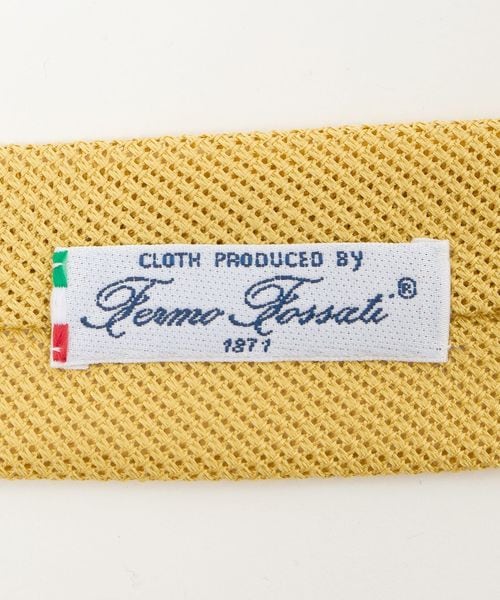 CLOTH PRODUCED BY
Fermo Fossati®
1871